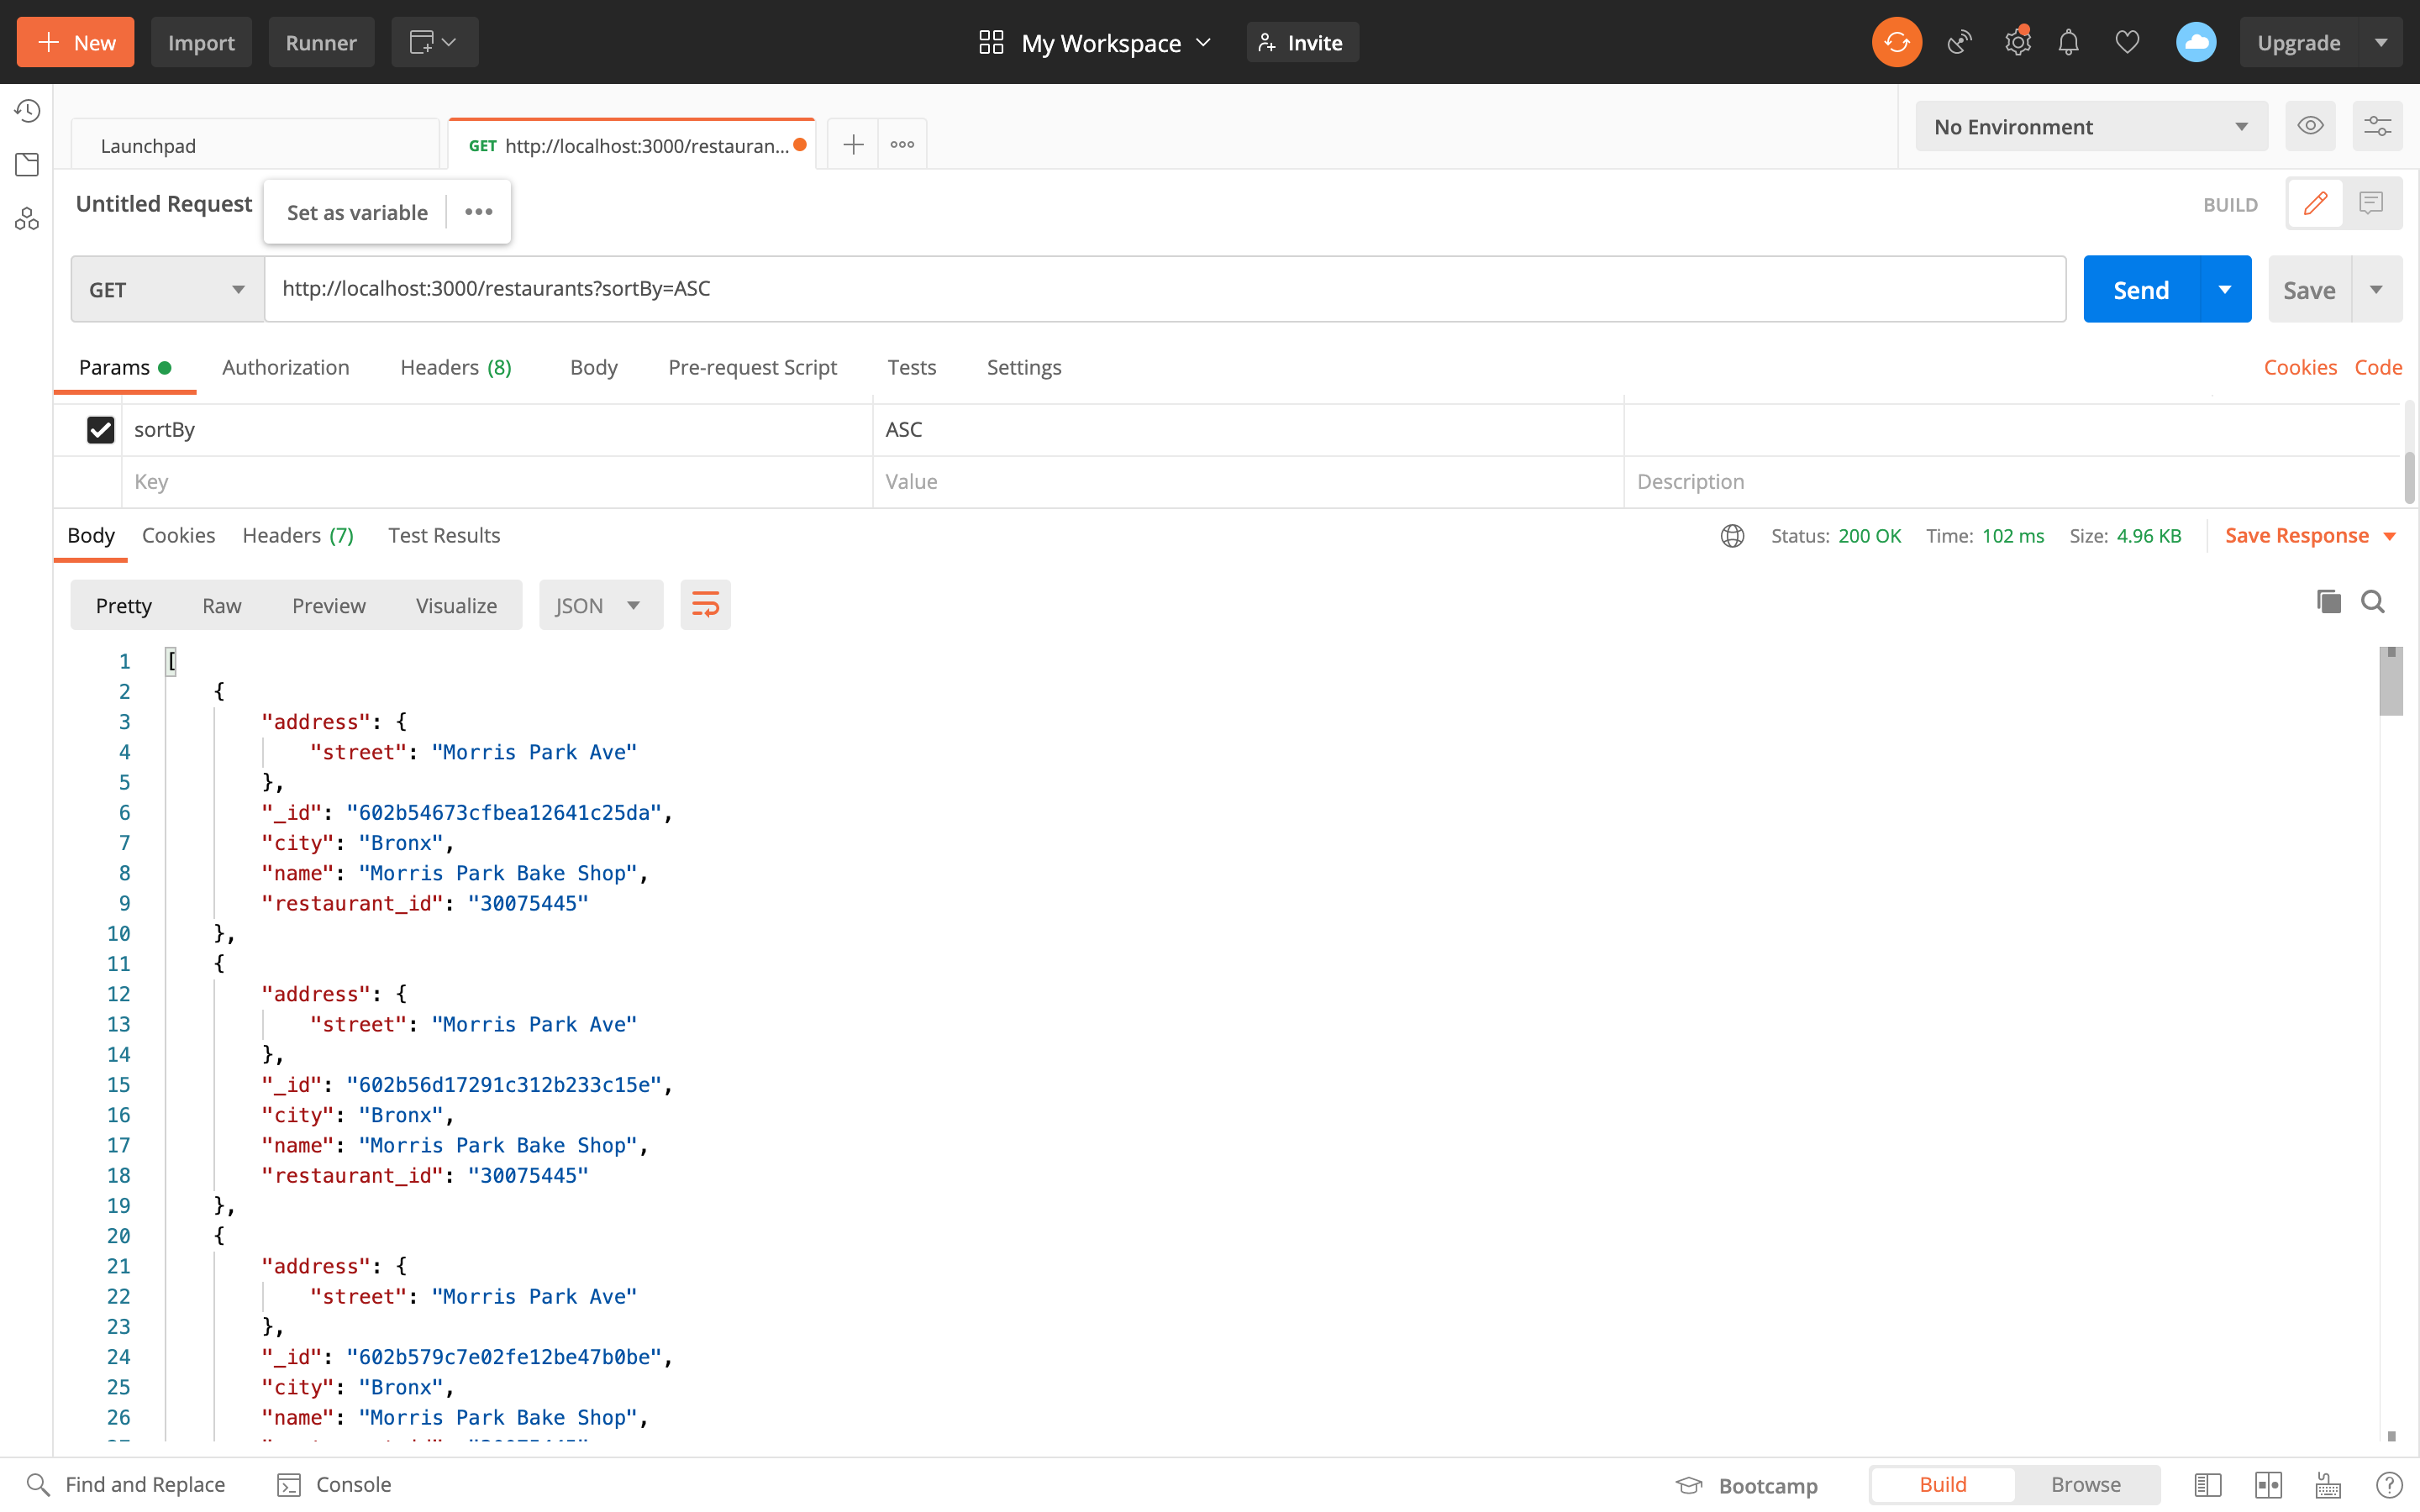 New
Import
Runner
My Workspace
Invite
Upgrade
Launchpad
GET http://localhost:3000/restauran...
No Environment
Untitled Request
Set as variable
BUILD
GET
http://localhost:3000/restaurants?sortBy=ASC
Send
Save
Params
Authorization
Headers (8)
Body
Pre-request Script
Tests
Settings
Cookies
Code
sortBy
ASC
Key
Value
Description
Body
Cookies
Headers (7)
Test Results
Status: 200 OK
Time: 102 ms
Size: 4.96 KB
Save Response
Pretty
Raw
Preview
Visualize
JSON
1 [
2 {
3 "address": {
4 "street": "Morris Park Ave"
5 },
6 "_id": "602b54673cfbea12641c25da",
7 "city": "Bronx",
8 "name": "Morris Park Bake Shop",
9 "restaurant_id": "30075445"
10 },
11 {
12 "address": {
13 "street": "Morris Park Ave"
14 },
15 "_id": "602b56d17291c312b233c15e",
16 "city": "Bronx",
17 "name": "Morris Park Bake Shop",
18 "restaurant_id": "30075445"
19 },
20 {
21 "address": {
22 "street": "Morris Park Ave"
23 },
24 "_id": "602b579c7e02fe12be47b0be",
25 "city": "Bronx",
26 "name": "Morris Park Bake Shop",
Find and Replace
Console
Bootcamp
Build
Browse